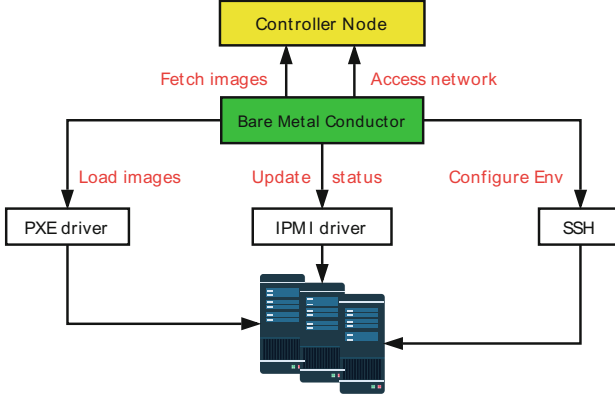 Controller Node
Fetch images
Access network
Bare Metal Conductor
Load images
Update status
Configure Env
PXE driver
IPMI driver
SSH